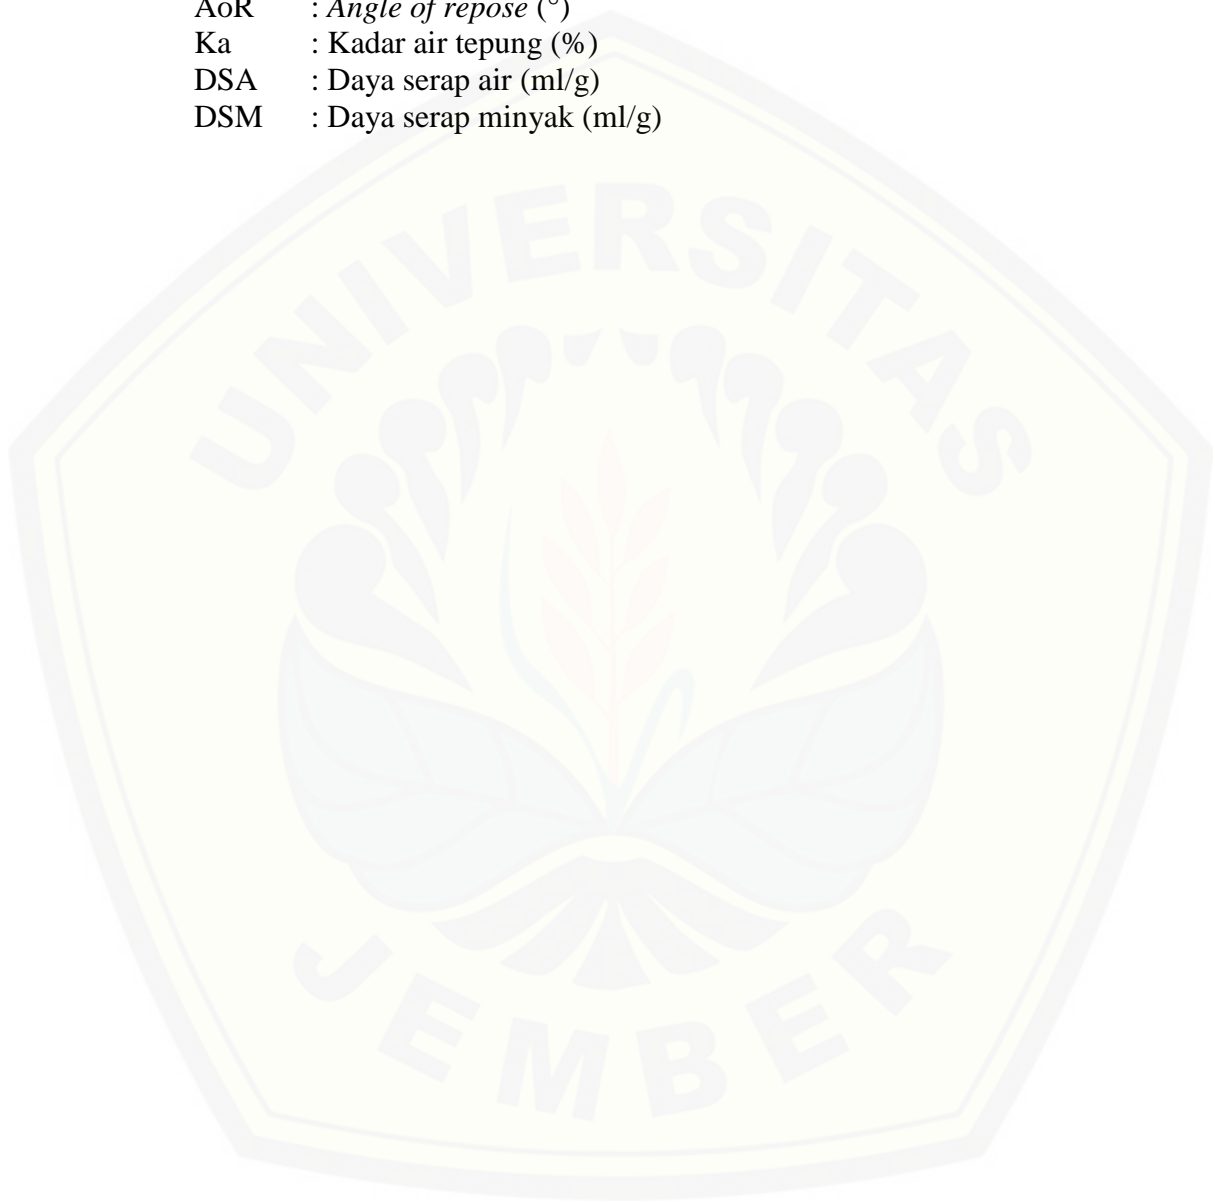 AoR : Angle of repose (°)
Ka : Kadar air tepung (%)
DSA : Daya serap air (ml/g)
DSM : Daya serap minyak (ml/g)
UNIVERSITAS
JEMBER